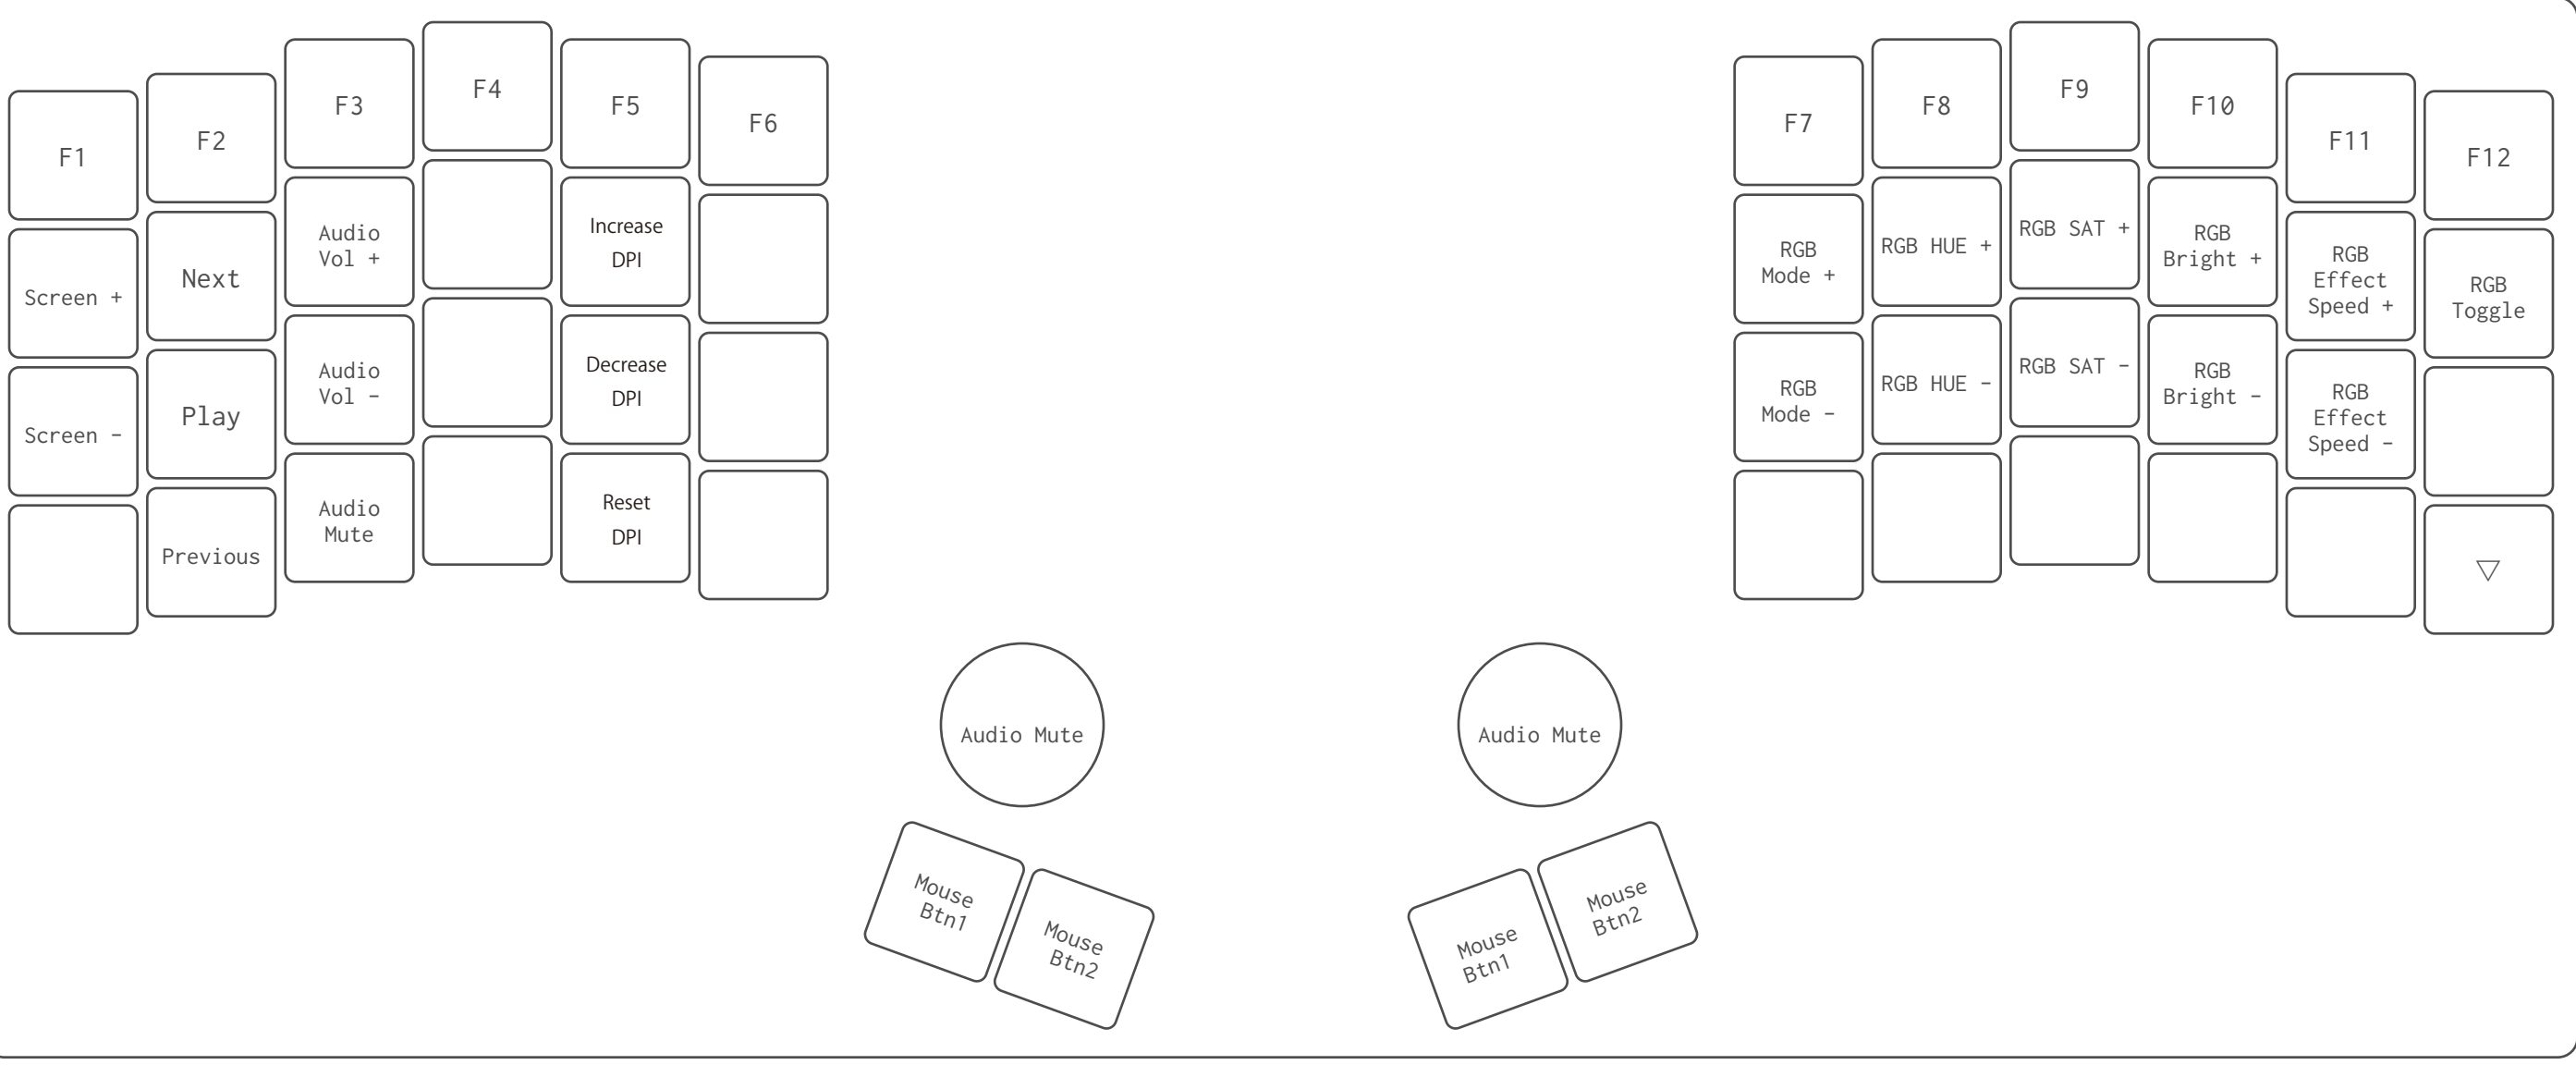 F1
F2
F3
F4
F5
F6
F7
F8
F9
F10
F11
F12
Screen +
Next
Audio
Vol +
Increase
DPI
RGB
Mode +
RGB HUE +
RGB SAT +
RGB
Bright +
RGB
Effect
Speed +
RGB
Toggle
Screen -
Play
Audio
Vol -
Decrease
DPI
RGB
Mode -
RGB HUE -
RGB SAT -
RGB
Bright -
RGB
Effect
Speed -
Previous
Audio
Mute
Reset
DPI
▽
Audio Mute
Audio Mute
Mouse
Btn1
Mouse
Btn2
Mouse
Btn1
Mouse
Btn2